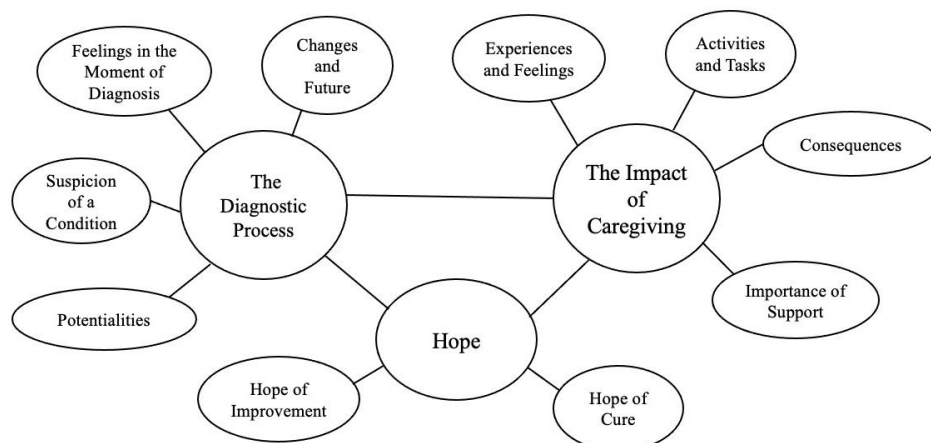 Feelings in the
Moment of
Diagnosis
Changes
and
Future
Experiences
and Feelings
Activities
and Tasks
Consequences
Suspicion
of a
Condition
The
Diagnostic
Process
The Impact
of
Caregiving
Potentialities
Importance of
Support
Hope
Hope of
Improvement
Hope of
Cure